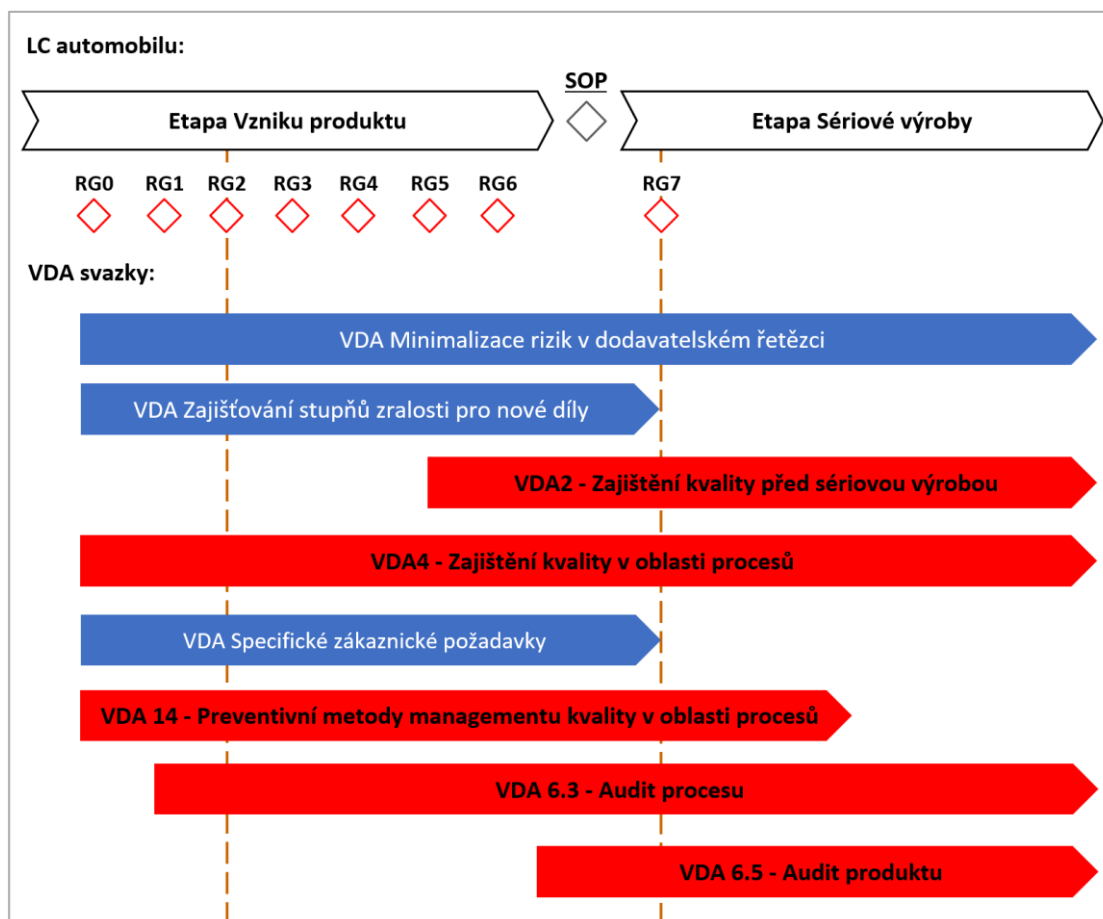 LC automobilu:
SOP
Etapa Vzniku produktu
Etapa Sériové výroby
RG0 RG1 RG2 RG3 RG4 RG5 RG6 RG7
VDA svazky:
VDA Minimalizace rizik v dodavatelském řetězci
VDA Zajišťování stupňů zralosti pro nové díly
VDA2 - Zajištění kvality před sériovou výrobou
VDA4 - Zajištění kvality v oblasti procesů
VDA Specifické zákaznické požadavky
VDA 14 - Preventivní metody managementu kvality v oblasti procesů
VDA 6.3 - Audit procesu
VDA 6.5 - Audit produktu